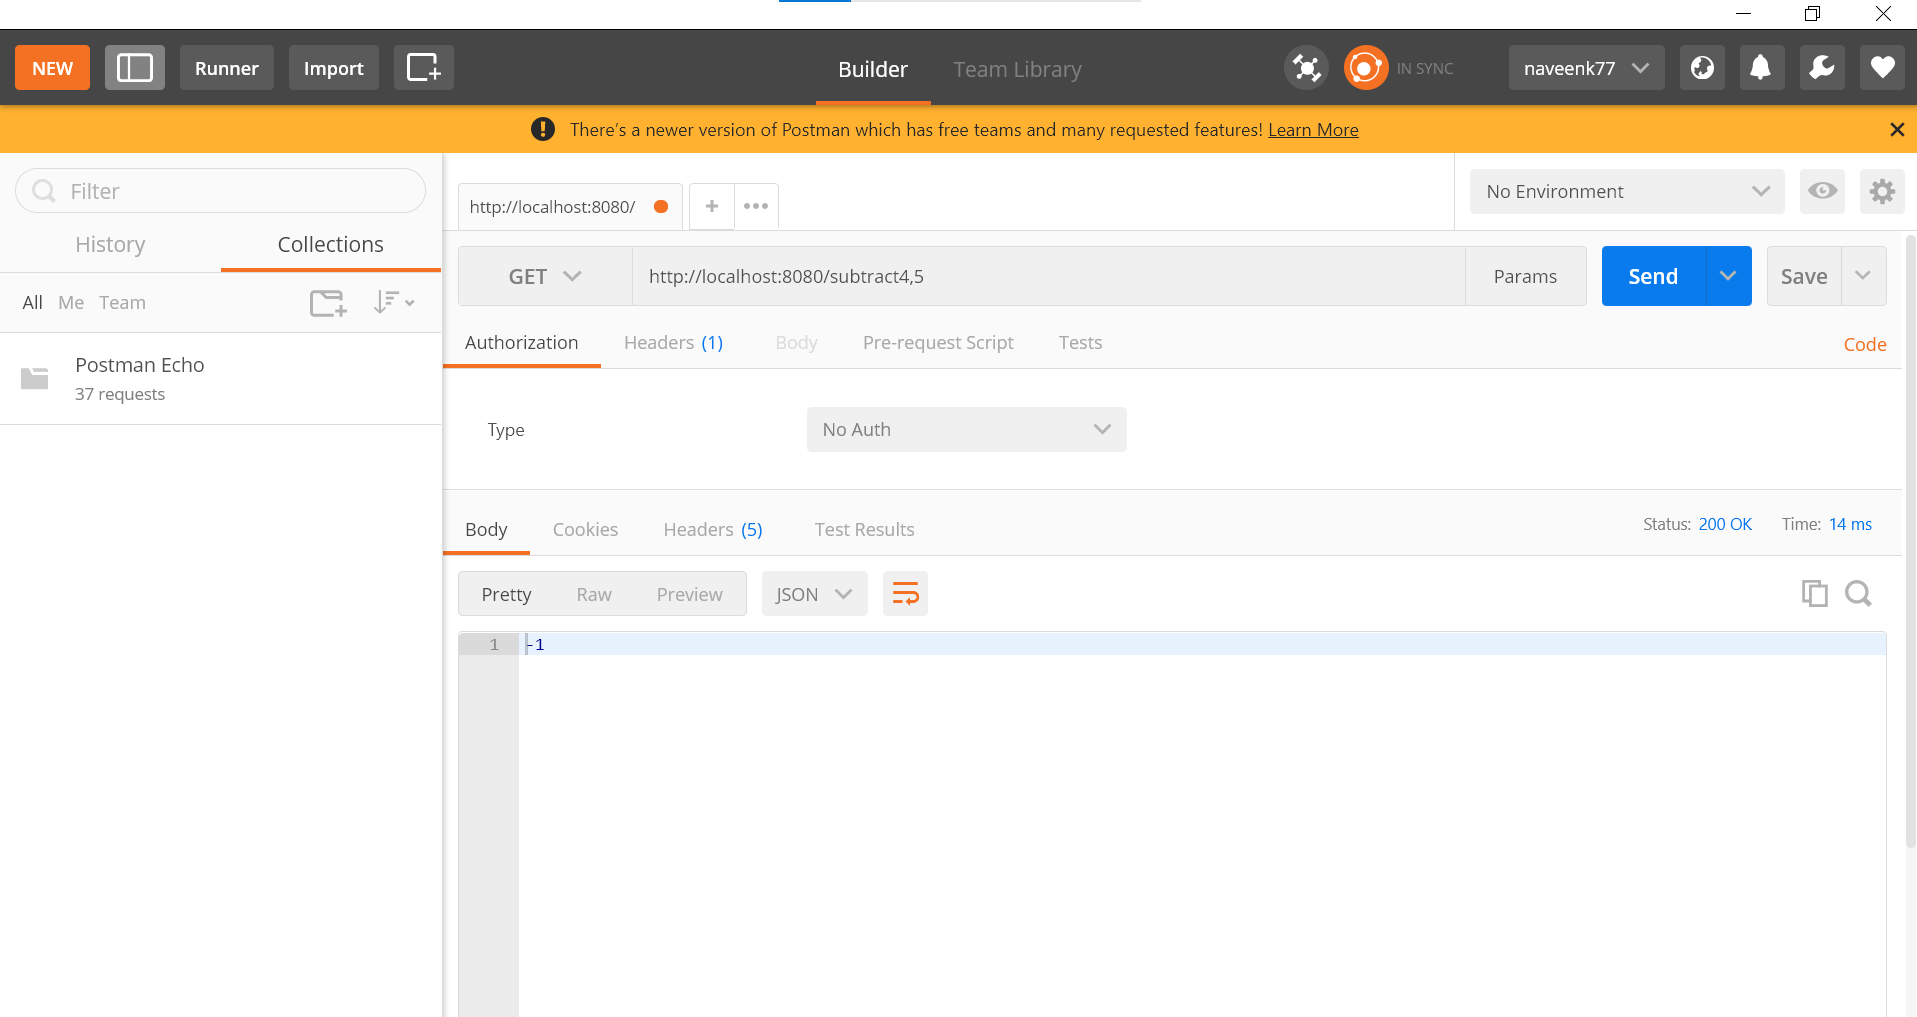 NEW Runner Import Builder Team Library IN SYNC naveenk77
There's a newer version of Postman which has free teams and many requested features! Learn More
Filter
http://localhost:8080/ + No Environment
History Collections
GET http://localhost:8080/subtract4,5 Params Send Save
All Me Team
Authorization Headers (1) Body Pre-request Script Tests Code
Postman Echo
37 requests
Type No Auth
Body Cookies Headers (5) Test Results Status: 200 OK Time: 14 ms
Pretty Raw Preview JSON
1 -1